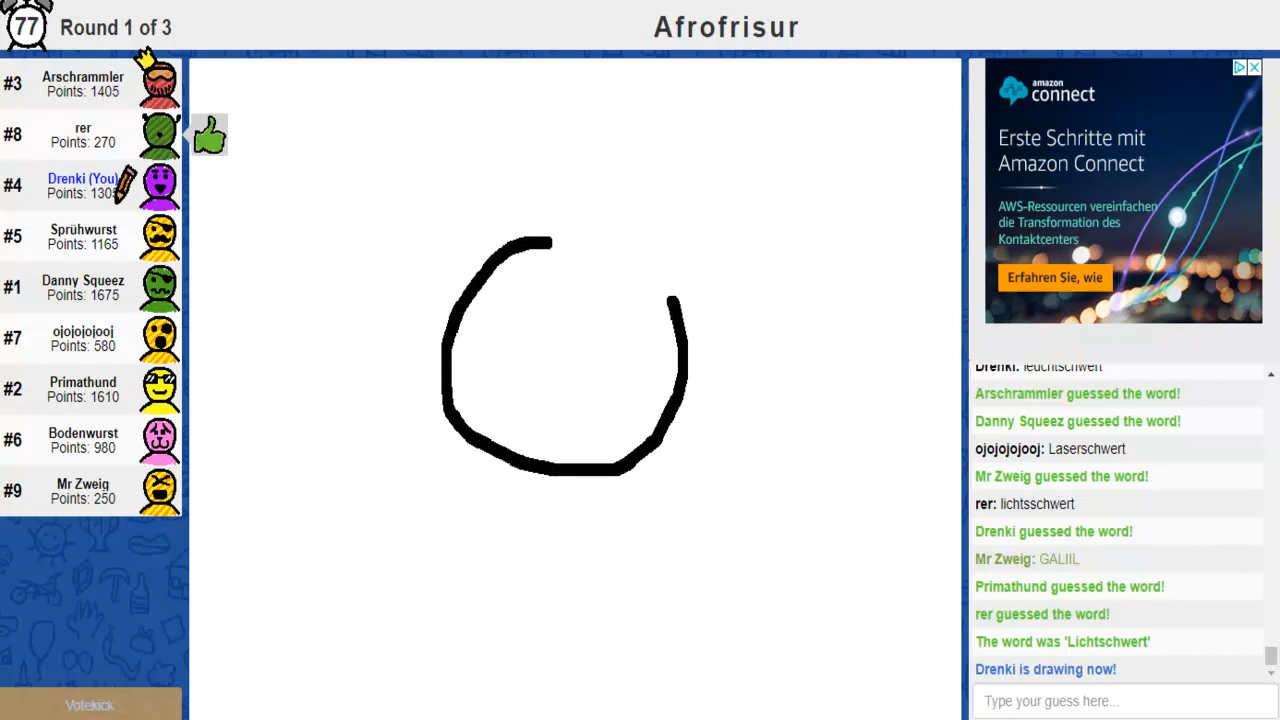 77
Round 1 of 3
Afrofrisur
#3
Arschrammler
Points: 1405
#8
rer
Points: 270
#4
Drenki (You)
Points: 1305
#5
Sprühwurst
Points: 1165
#1
Danny Squeez
Points: 1675
#7
ojojojojooj
Points: 580
#2
Primathund
Points: 1610
#6
Bodenwurst
Points: 980
#9
Mr Zweig
Points: 250
Votekick
amazon
connect
Erste Schritte mit
Amazon Connect
AWS-Ressourcen vereinfachen
die Transformation des
Kontaktcenters
Erfahren Sie, wie
Drenki: leuchtschwert
Arschrammler guessed the word!
Danny Squeez guessed the word!
ojojojojooj: Laserschwert
Mr Zweig guessed the word!
rer: lichtsschwert
Drenki guessed the word!
Mr Zweig: GALIIL
Primathund guessed the word!
rer guessed the word!
The word was 'Lichtschwert'
Drenki is drawing now!
Type your guess here...